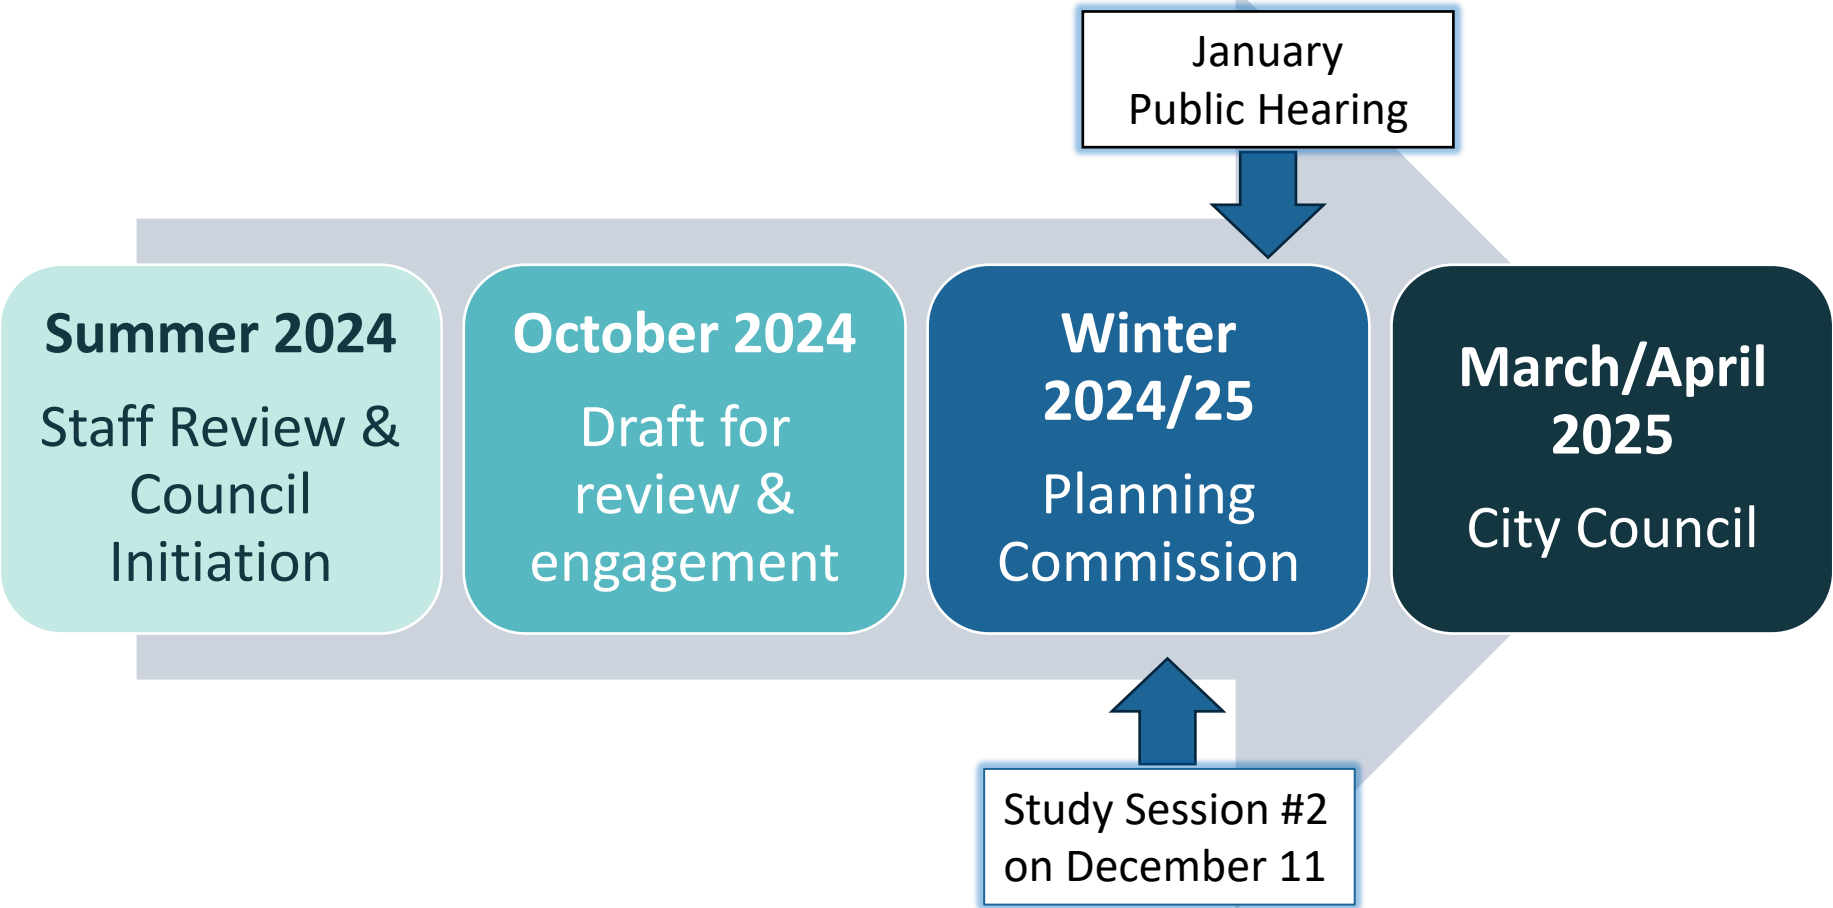 January
Public Hearing
Summer 2024
Staff Review &
Council
Initiation
October 2024
Draft for
review &
engagement
Winter
2024/25
Planning
Commission
March/April
2025
City Council
Study Session #2
on December 11